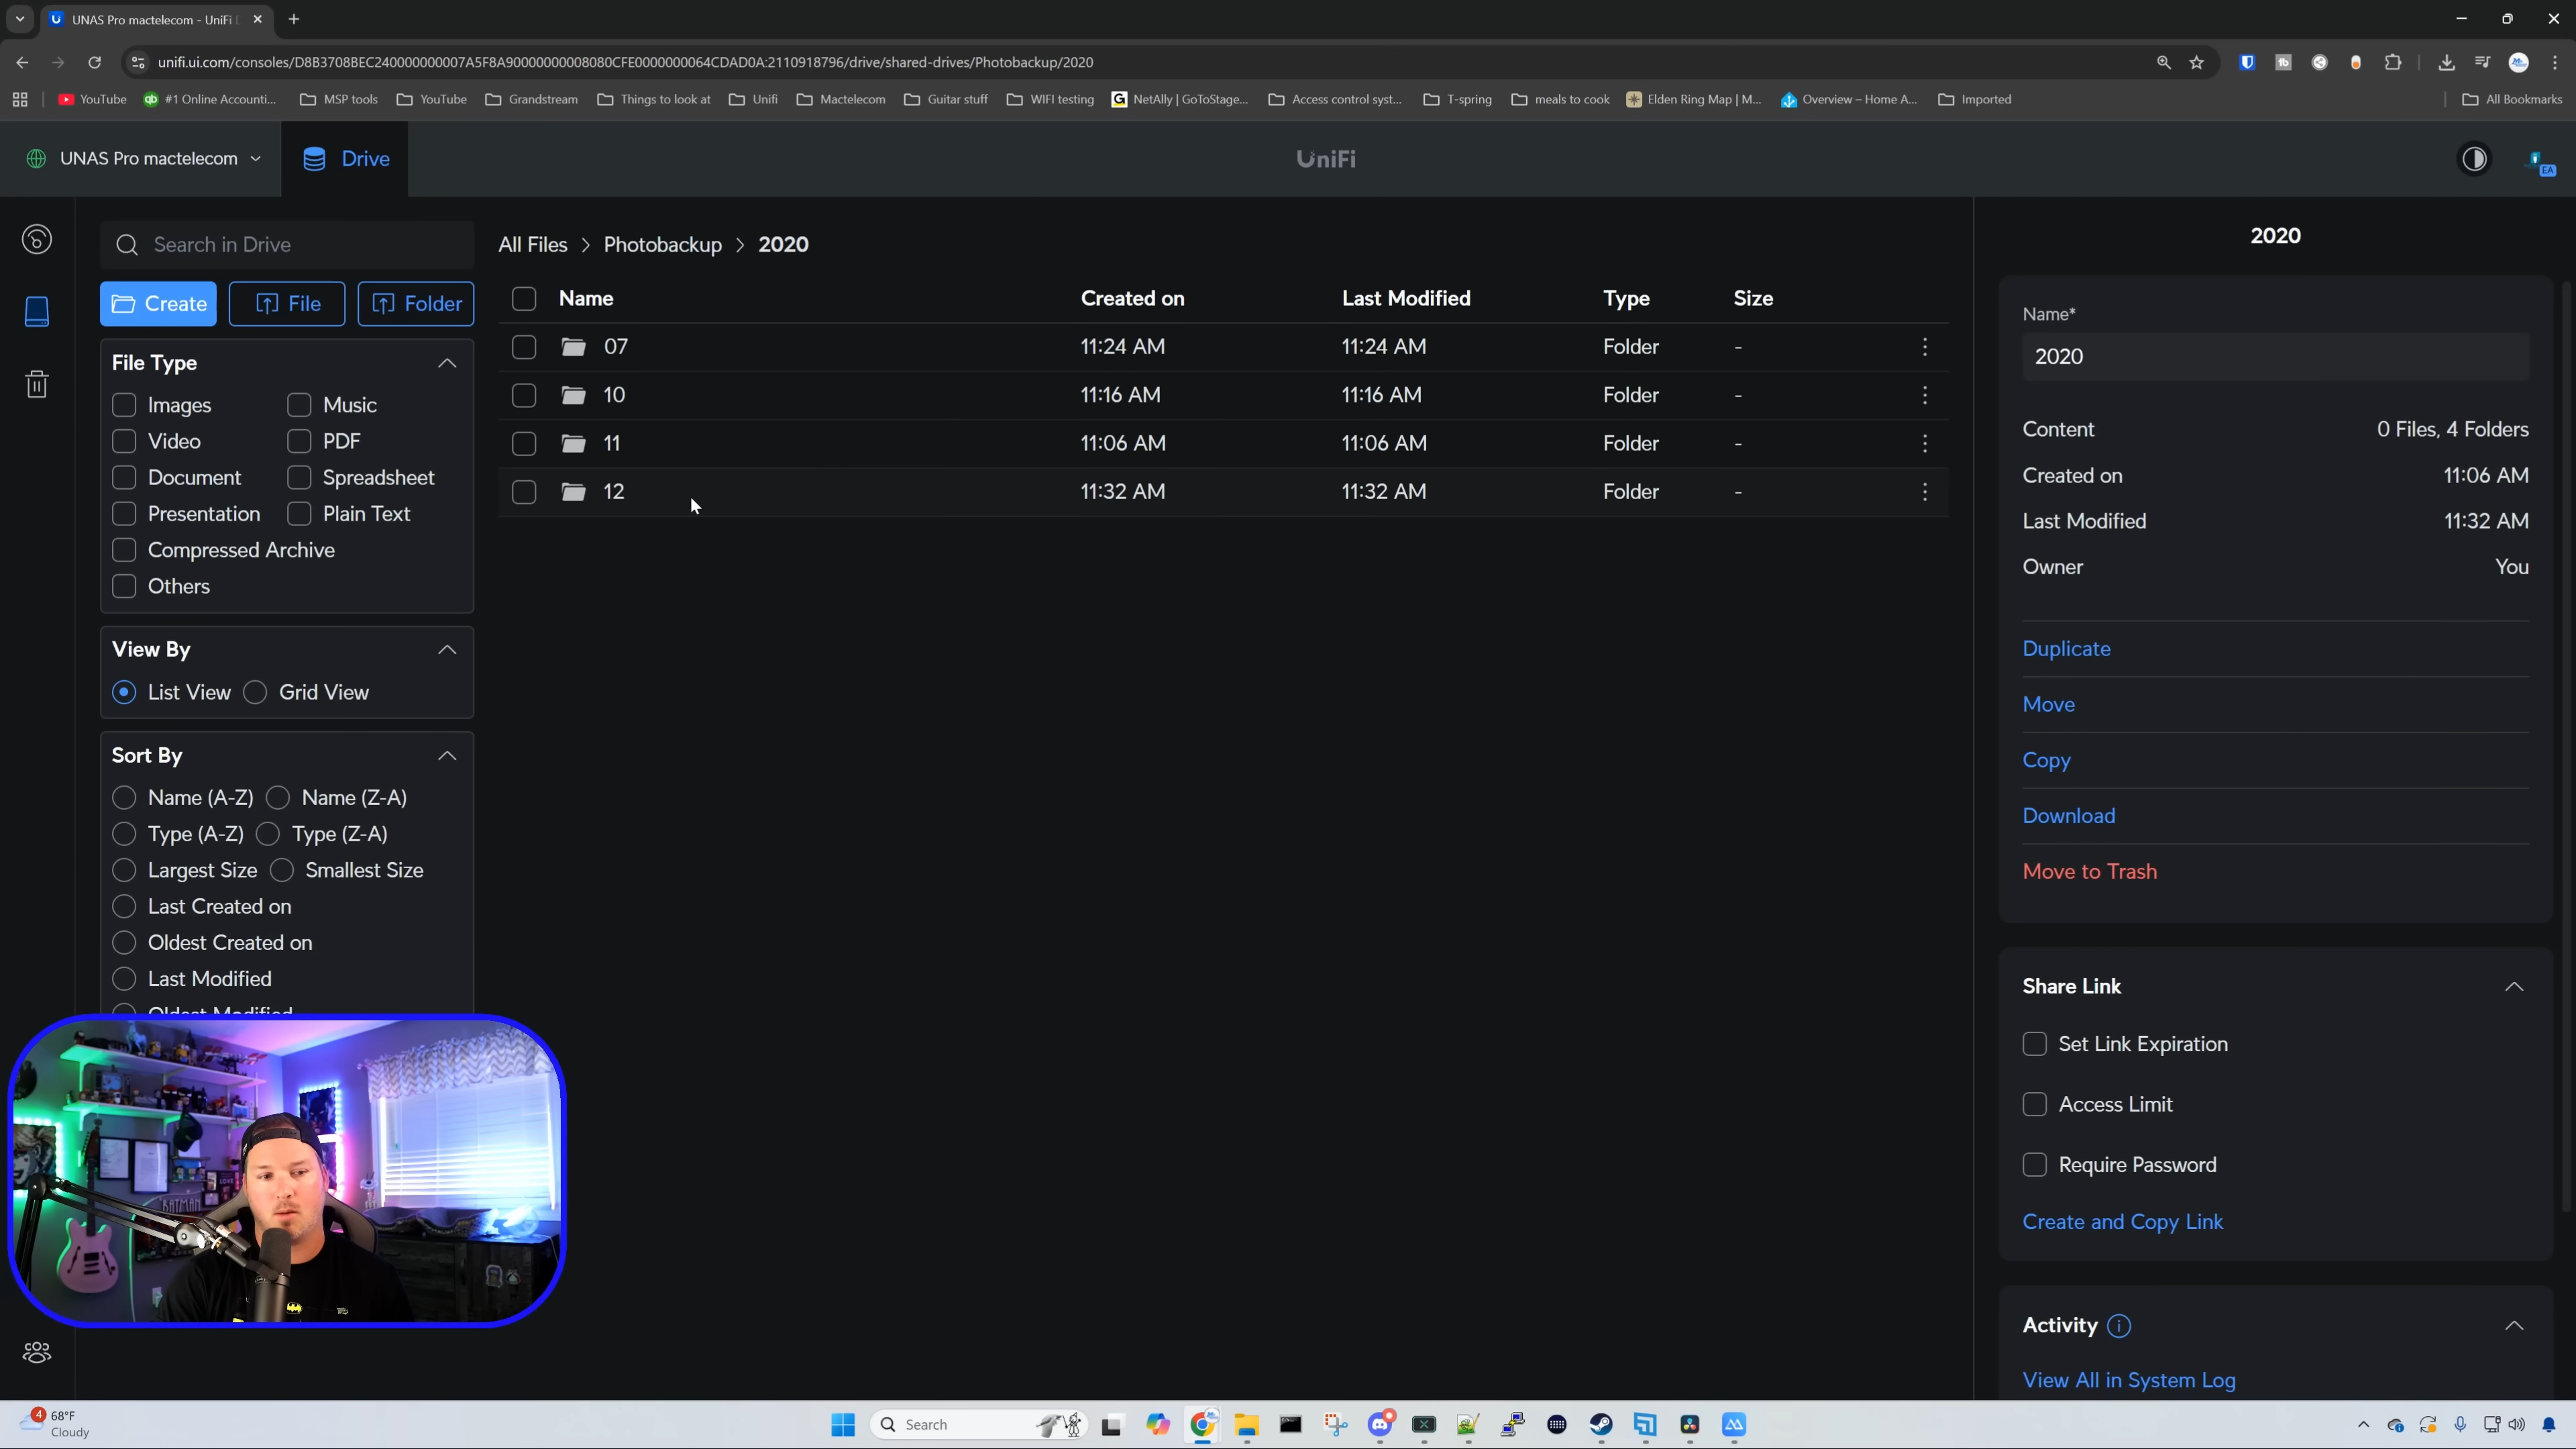 UNAS Pro mactelecom - UniFi
unifi.ui.com/consoles/D8B3708BEC240000000007A5F8A90000000008080CFE0000000064CDAD0A:2110918796/drive/shared-drives/Photobackup/2020
YouTube #1 Online Accounti... MSP tools YouTube Grandstream Things to look at Unifi Mactelecom Guitar stuff WIFI testing NetAlly | GoToStage... Access control syst... T-spring meals to cook Elden Ring Map | M... Overview – Home A... Imported All Bookmarks
UNAS Pro mactelecom Drive UniFi EA
Search in Drive
Create File Folder
File Type
Images Music
Video PDF
Document Spreadsheet
Presentation Plain Text
Compressed Archive
Others
View By
List View Grid View
Sort By
Name (A-Z) Name (Z-A)
Type (A-Z) Type (Z-A)
Largest Size Smallest Size
Last Created on
Oldest Created on
Last Modified
Oldest Modified
All Files > Photobackup > 2020
Name Created on Last Modified Type Size
07 11:24 AM 11:24 AM Folder -
10 11:16 AM 11:16 AM Folder -
11 11:06 AM 11:06 AM Folder -
12 11:32 AM 11:32 AM Folder -
2020
Name*
2020
Content 0 Files, 4 Folders
Created on 11:06 AM
Last Modified 11:32 AM
Owner You
Duplicate
Move
Copy
Download
Move to Trash
Share Link
Set Link Expiration
Access Limit
Require Password
Create and Copy Link
Activity
View All in System Log
BATMAN
4 68°F
Cloudy
Search